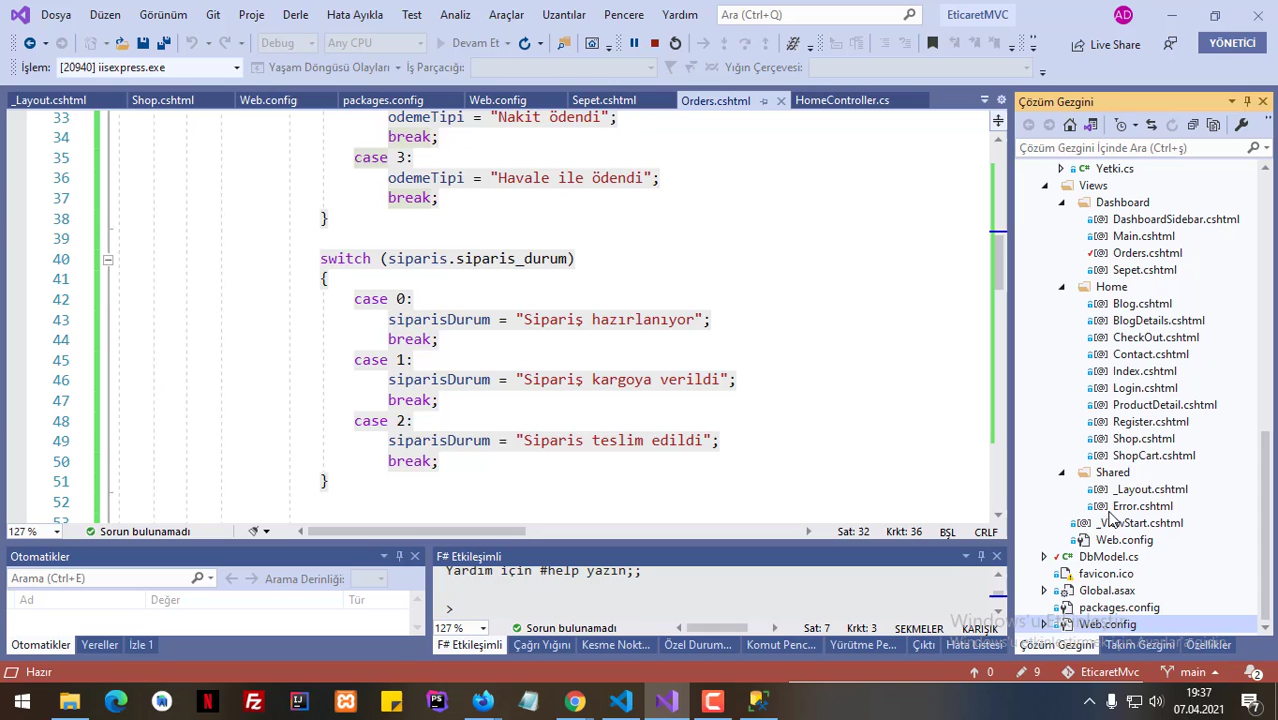 Dosya Düzen Görünüm Git Proje Derle Hata Ayıkla Test Analiz Araçlar Uzantılar Pencere Yardım Ara (Ctrl+Q) EticaretMVC AD
Debug Any CPU Devam Et Live Share YÖNETİCİ
İşlem: [20940] iisexpress.exe Yaşam Döngüsü Olayları İş Parçacığı: Yığın Çerçevesi:
_Layout.cshtml Shop.cshtml Web.config packages.config Web.config Sepet.cshtml Orders.cshtml HomeController.cs
33 odemeTipi = "Nakit ödendi";
34 break;
35 case 3:
36 odemeTipi = "Havale ile ödendi";
37 break;
38 }
39
40 switch (siparis.siparis_durum)
41 {
42 case 0:
43 siparisDurum = "Sipariş hazırlanıyor";
44 break;
45 case 1:
46 siparisDurum = "Sipariş kargoya verildi";
47 break;
48 case 2:
49 siparisDurum = "Siparis teslim edildi";
50 break;
51 }
52
53
127 % Sorun bulunamadı Sat: 32 Krkt: 36 BŞL CRLF
Otomatikler
Arama (Ctrl+E) Arama Derinliği:
Ad Değer Tür
Otomatikler Yereller İzle 1
F# Etkileşimli
Yardım için #help yazın;;
>
127 % Sorun bulunamadı Sat: 7 Krkt: 3 SEKMELER KARIŞIK
F# Etkileşimli Çağrı Yığını Kesme Nokt... Özel Durum... Komut Penc... Yürütme Pe... Çıktı Hata Listesi
Çözüm Gezgini
Çözüm Gezgini İçinde Ara (Ctrl+ş)
Yetki.cs
Views
Dashboard
DashboardSidebar.cshtml
Main.cshtml
Orders.cshtml
Sepet.cshtml
Home
Blog.cshtml
BlogDetails.cshtml
CheckOut.cshtml
Contact.cshtml
Index.cshtml
Login.cshtml
ProductDetail.cshtml
Register.cshtml
Shop.cshtml
ShopCart.cshtml
Shared
_Layout.cshtml
Error.cshtml
_ViewStart.cshtml
Web.config
DbModel.cs
favicon.ico
Global.asax
packages.config
Web.config
Windows'u Etkinleştir
Çözüm Gezgini Takım Gezgini Özellikler
Hazır 0 9 EticaretMvc main 2
19:37
07.04.2021 7